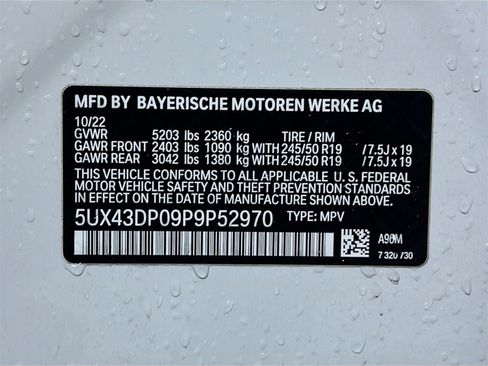 MFD BY BAYERISCHE MOTOREN WERKE AG
10/22
GVWR 5203 lbs 2360 kg TIRE / RIM
GAWR FRONT 2403 lbs 1090 kg WITH 245/50 R19 /7.5J x 19
GAWR REAR 3042 lbs 1380 kg WITH 245/50 R19 /7.5J x 19
THIS VEHICLE CONFORMS TO ALL APPLICABLE U. S. FEDERAL
MOTOR VEHICLE SAFETY AND THEFT PREVENTION
STANDARDS IN EFFECT ON THE DATE OF MANUFACTURE SHOWN ABOVE.
5UX43DP09P9P52970 TYPE: MPV
A90M
7 320 730